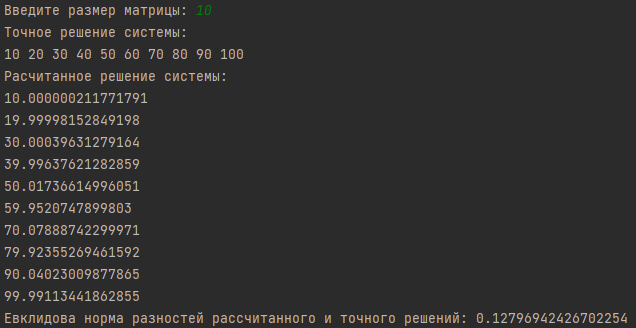 Введите размер матрицы: 10
Точное решение системы:
10 20 30 40 50 60 70 80 90 100
Расчитанное решение системы:
10.000000211771791
19.99998152849198
30.00039631279164
39.99637621282859
50.01736614996051
59.9520747899803
70.07888742299971
79.92355269461592
90.04023009877865
99.99113441862855
Евклидова норма разностей рассчитанного и точного решений: 0.12796942426702254